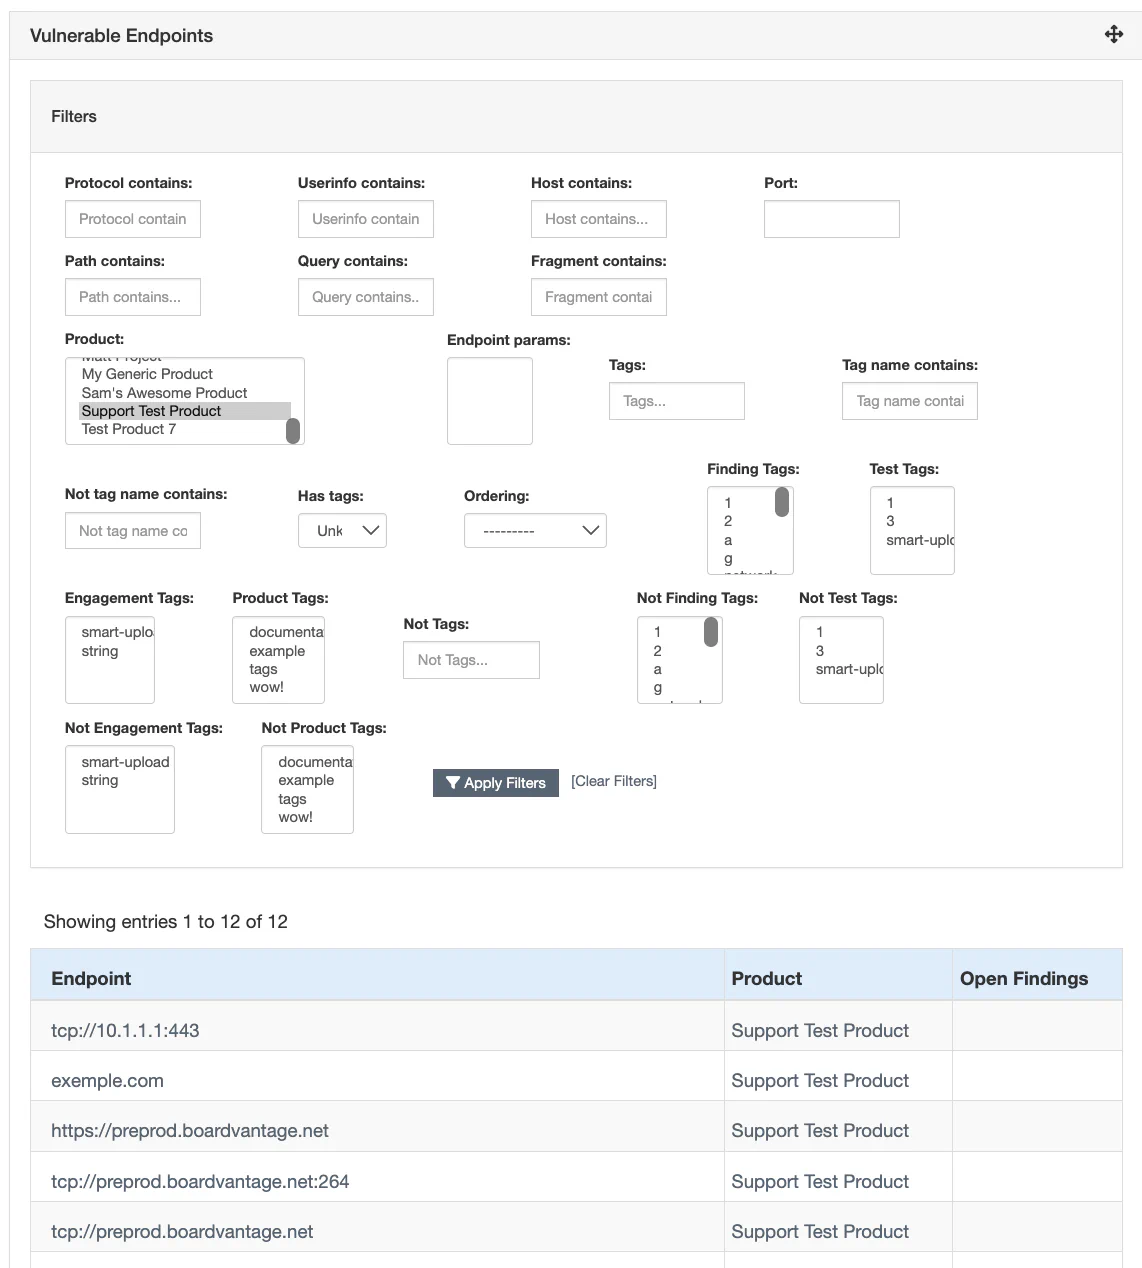 Vulnerable Endpoints
Filters
Protocol contains: Userinfo contains: Host contains: Port:
Protocol contain Userinfo contain Host contains...
Path contains: Query contains: Fragment contains:
Path contains... Query contains.. Fragment contai
Product: Endpoint params:
Matt Project
My Generic Product
Sam's Awesome Product
Support Test Product
Test Product 7
Tags: Tag name contains:
Tags... Tag name contai
Not tag name contains: Has tags: Ordering: Finding Tags: Test Tags:
Not tag name co Unk ---------
1
2
a
g
network
1
3
smart-uplo
Engagement Tags: Product Tags: Not Tags: Not Finding Tags: Not Test Tags:
smart-uplo
string
documenta
example
tags
wow!
Not Tags...
1
2
a
g
1
3
smart-uplo
Not Engagement Tags: Not Product Tags:
smart-upload
string
documenta
example
tags
wow!
Apply Filters [Clear Filters]
Showing entries 1 to 12 of 12
Endpoint Product Open Findings
tcp://10.1.1.1:443 Support Test Product
exemple.com Support Test Product
https://preprod.boardvantage.net Support Test Product
tcp://preprod.boardvantage.net:264 Support Test Product
tcp://preprod.boardvantage.net Support Test Product